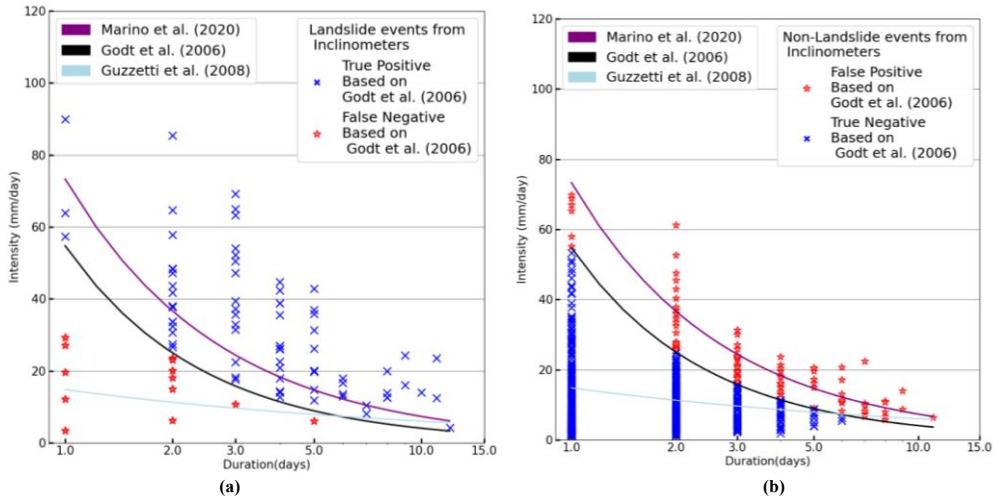 120
100
80
60
40
20
0
Intensity (mm/day)
Marino et al. (2020)
Godt et al. (2006)
Guzzetti et al. (2008)
Landslide events from
Inclinometers
True Positive
Based on
Godt et al. (2006)
False Negative
Based on
Godt et al. (2006)
1.0
2.0
3.0
4.0
5.0
10.0
15.0
Duration(days)
(a)
120
100
80
60
40
20
0
Intensity (mm/day)
Marino et al. (2020)
Godt et al. (2006)
Guzzetti et al. (2008)
Non-Landslide events from
Inclinometers
False Positive
Based on
Godt et al. (2006)
True Negative
Based on
Godt et al. (2006)
1.0
2.0
3.0
4.0
5.0
10.0
15.0
Duration(days)
(b)